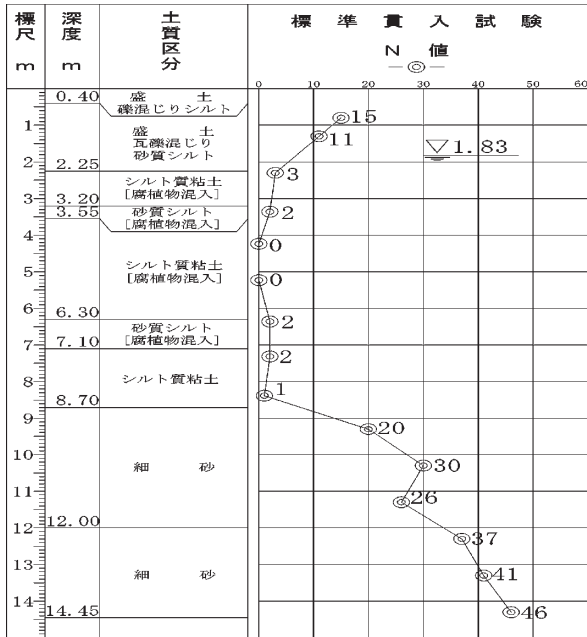 標尺 m
深度 m
土質区分
標準貫入試験
N 値
0 10 20 30 40 50 60
0.40
盛土
礫混じりシルト
15
1
盛土
瓦礫混じり
砂質シルト
11
1.83
2
2.25
3
シルト質粘土
[腐植物混入]
3
3.20
砂質シルト
[腐植物混入]
2
3.55
4
0
シルト質粘土
[腐植物混入]
5
0
6
6.30
2
砂質シルト
[腐植物混入]
7
7.10
2
シルト質粘土
8
1
8.70
9
20
10
細砂
30
11
26
12
12.00
37
13
細砂
41
14
14.45
46